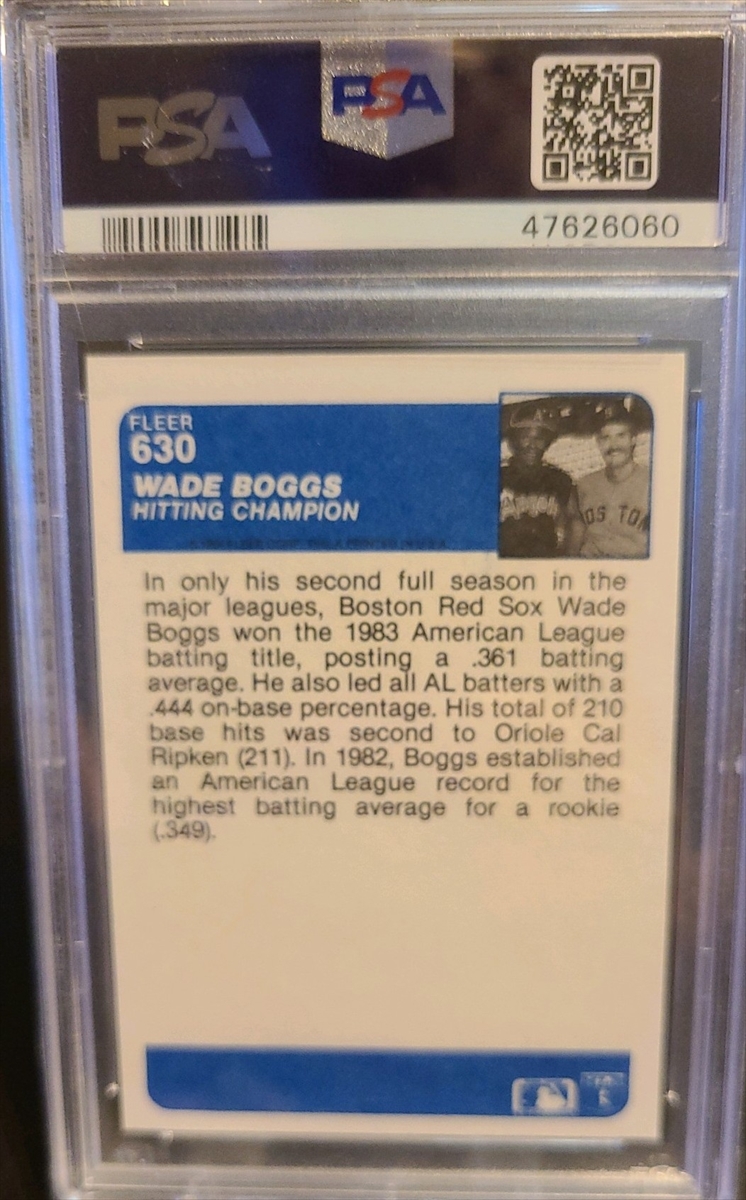 PSA
PSA
47626060
FLEER
630
WADE BOGGS
HITTING CHAMPION
OSTON
In only his second full season in the
major leagues, Boston Red Sox Wade
Boggs won the 1983 American League
batting title, posting a .361 batting
average. He also led all AL batters with a
.444 on-base percentage. His total of 210
base hits was second to Oriole Cal
Ripken (211). In 1982, Boggs established
an American League record for the
highest batting average for a rookie
(.349).